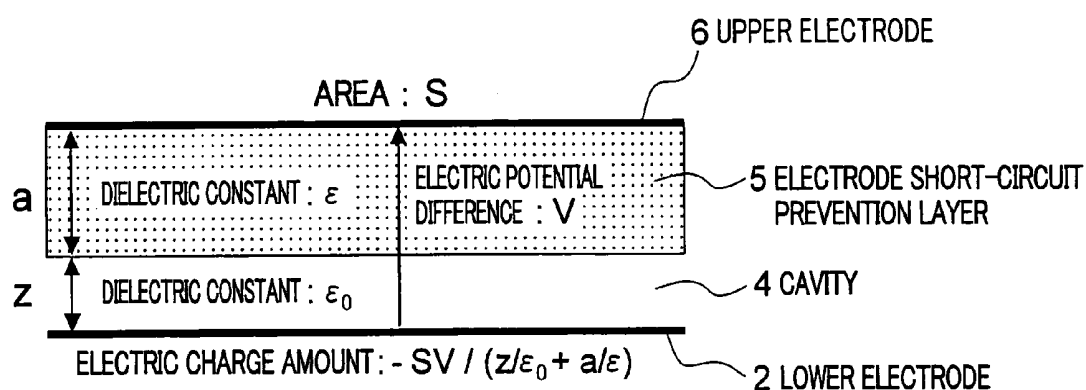 6 UPPER ELECTRODE
AREA : S
a
DIELECTRIC CONSTANT : ε
ELECTRIC POTENTIAL
DIFFERENCE : V
5 ELECTRODE SHORT-CIRCUIT
PREVENTION LAYER
z
DIELECTRIC CONSTANT : ε₀
4 CAVITY
ELECTRIC CHARGE AMOUNT : - SV / (z/ε₀ + a/ε)
2 LOWER ELECTRODE